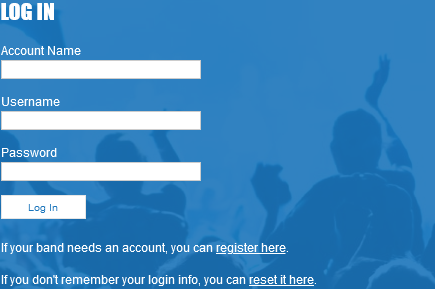 LOG IN
Account Name
Username
Password
Log In
If your band needs an account, you can register here.
If you don't remember your login info, you can reset it here.